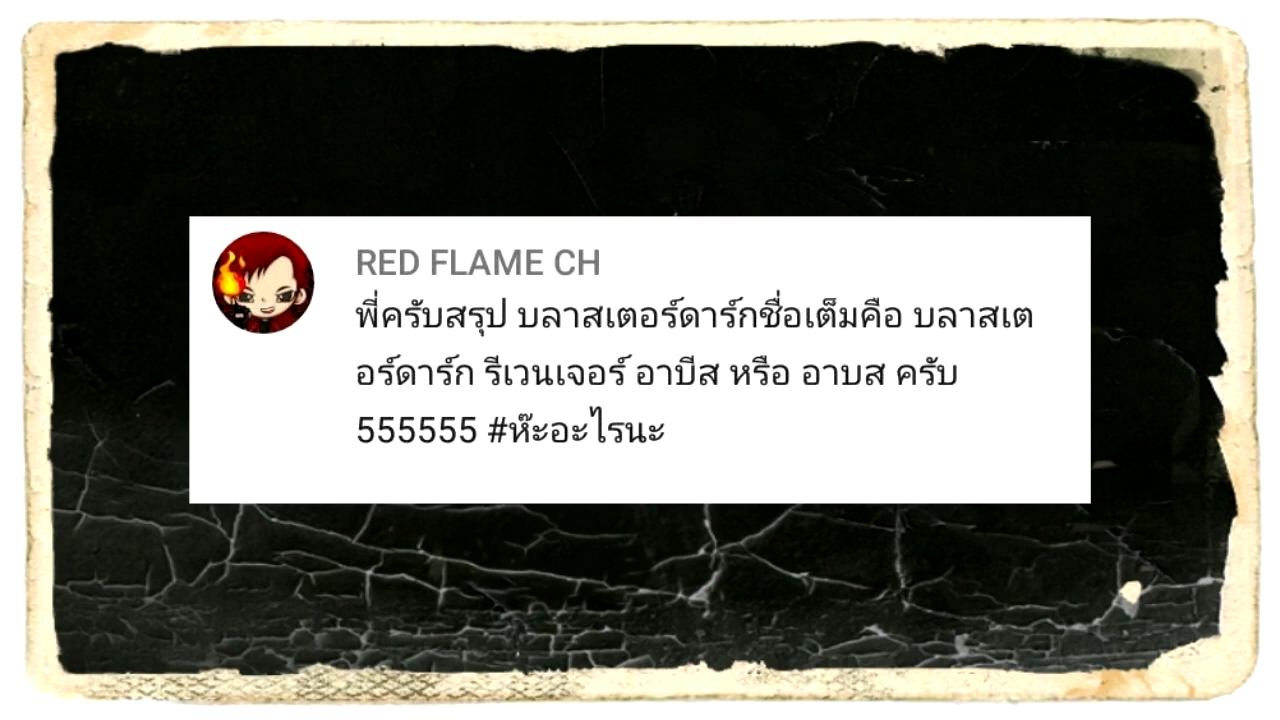 RED FLAME CH
พี่ครับสรุป บลาสเตอร์ดาร์กชื่อเต็มคือ บลาสเต
อร์ดาร์ก รีเวนเจอร์ อาบีส หรือ อาบส ครับ
555555 #ห๊ะอะไรนะ